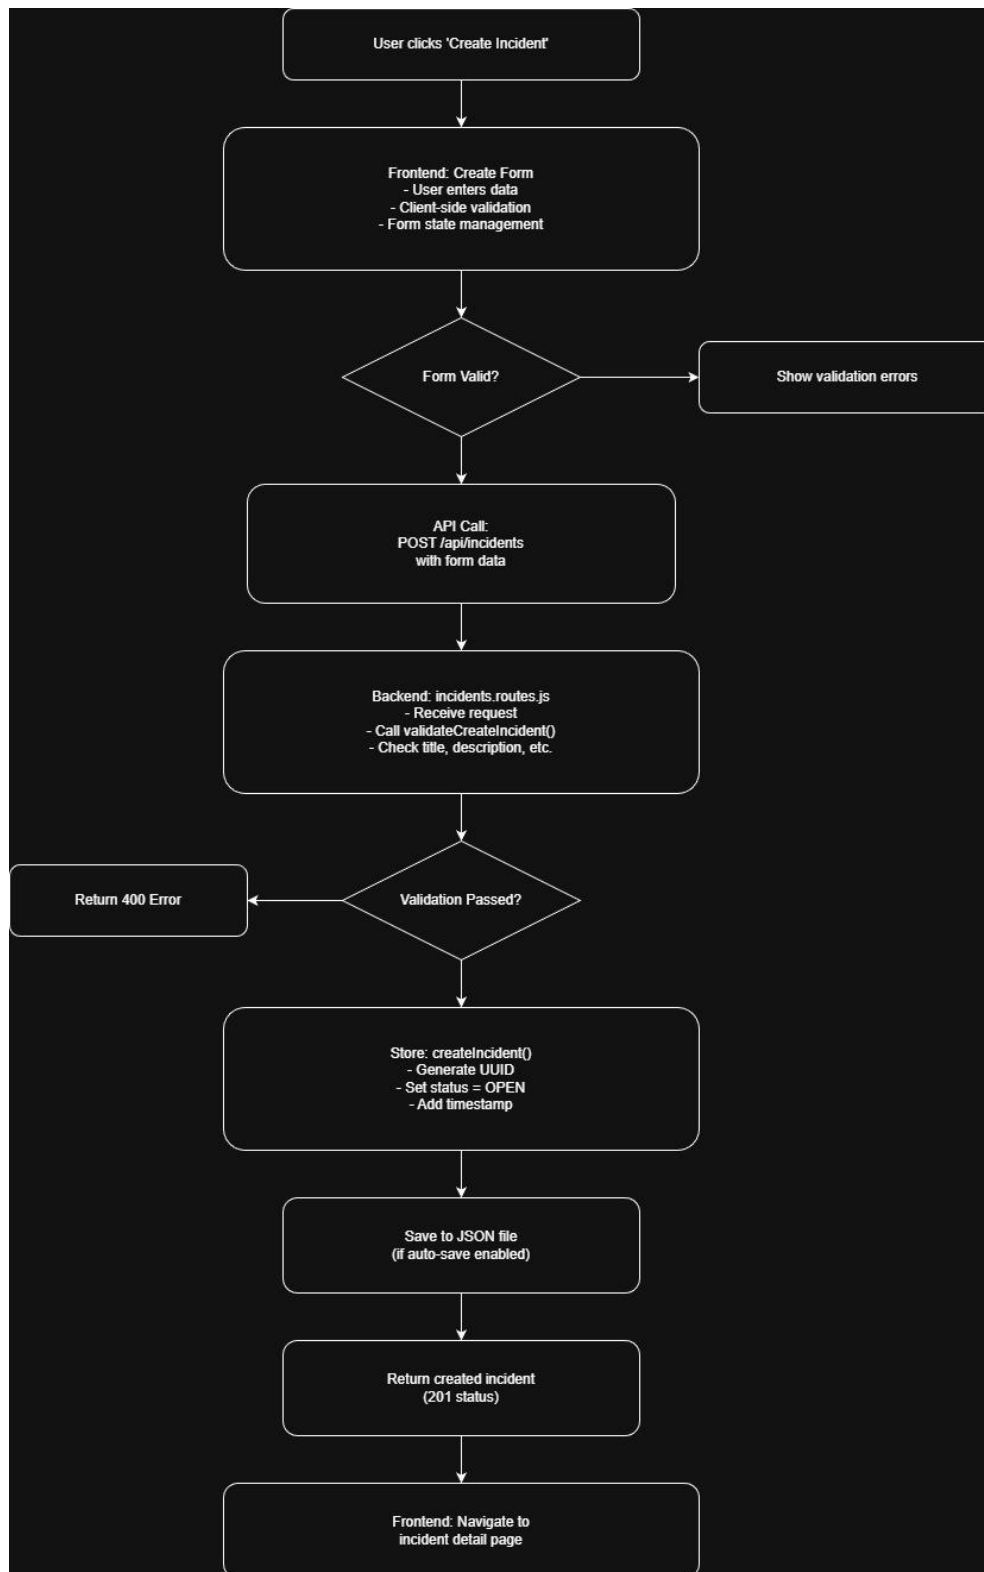 User clicks 'Create Incident'
Frontend: Create Form
- User enters data
- Client-side validation
- Form state management
Form Valid?
Show validation errors
API Call:
POST /api/incidents
with form data
Backend: incidents.routes.js
- Receive request
- Call validateCreateIncident()
- Check title, description, etc.
Return 400 Error
Validation Passed?
Store: createIncident()
- Generate UUID
- Set status = OPEN
- Add timestamp
Save to JSON file
(if auto-save enabled)
Return created incident
(201 status)
Frontend: Navigate to
incident detail page